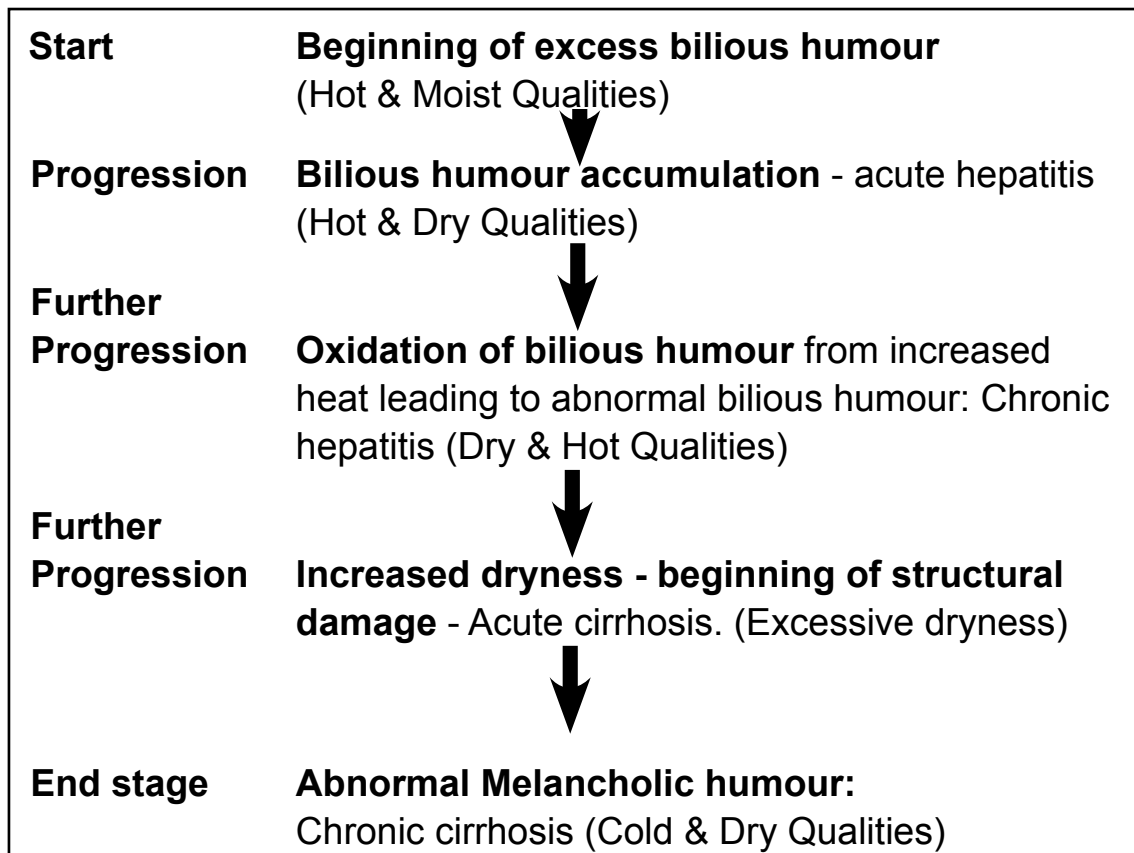 Start Beginning of excess bilious humour
(Hot & Moist Qualities)
Progression Bilious humour accumulation - acute hepatitis
(Hot & Dry Qualities)
Further
Progression Oxidation of bilious humour from increased
heat leading to abnormal bilious humour: Chronic
hepatitis (Dry & Hot Qualities)
Further
Progression Increased dryness - beginning of structural
damage - Acute cirrhosis. (Excessive dryness)
End stage Abnormal Melancholic humour:
Chronic cirrhosis (Cold & Dry Qualities)